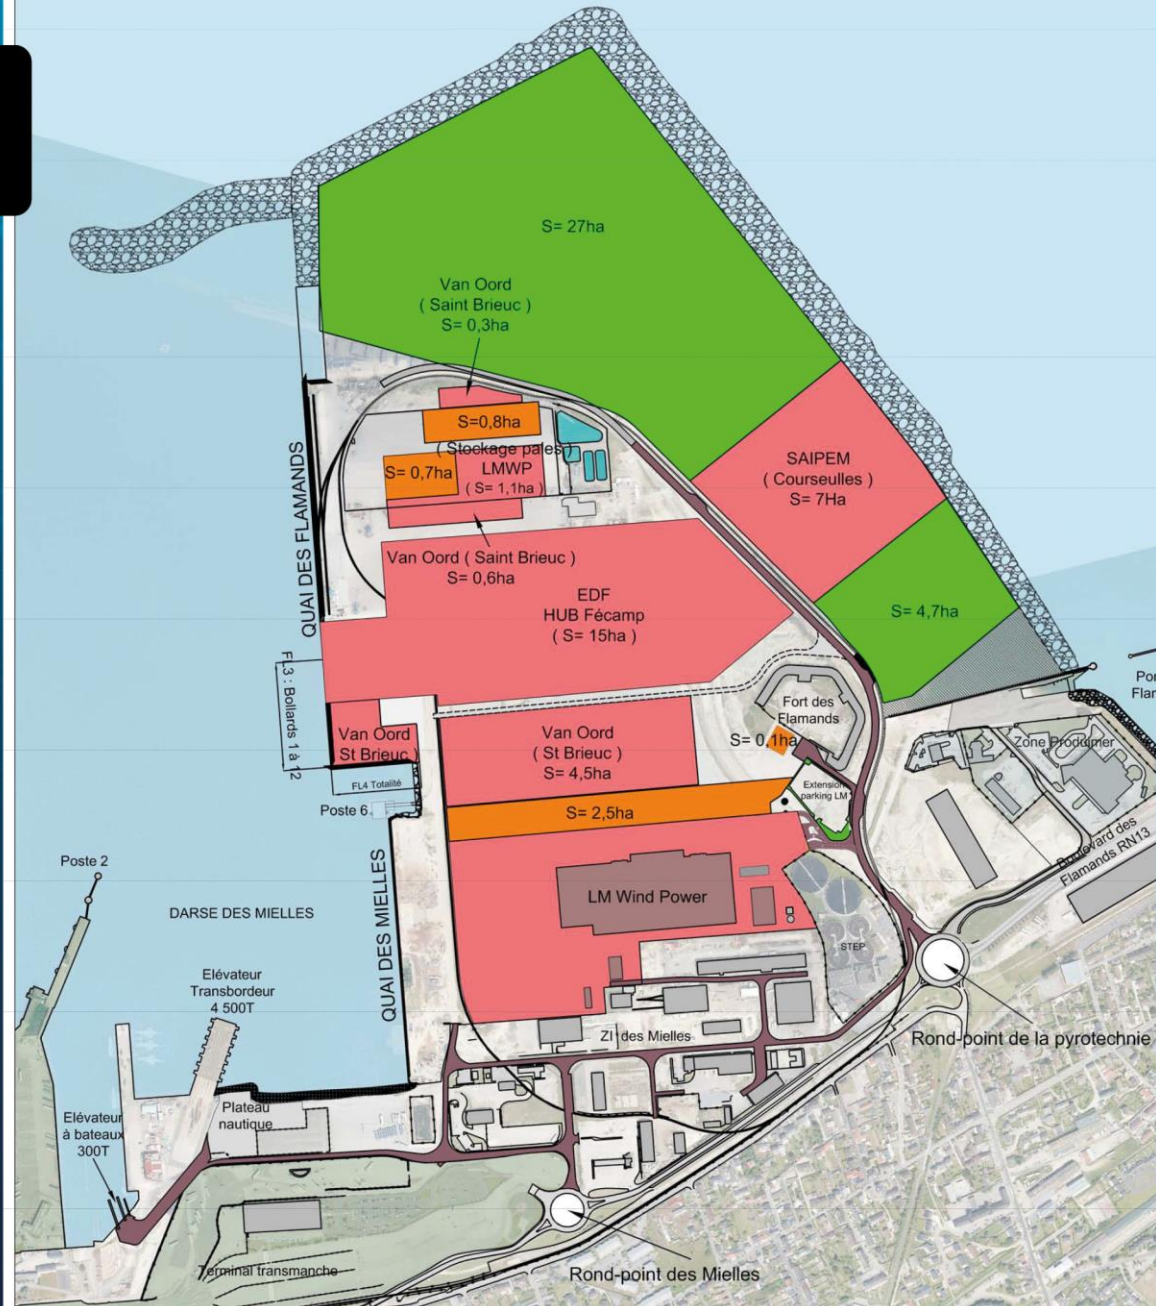 S= 27ha
Van Oord
( Saint Brieuc )
S= 0,3ha
S=0,8ha
( Stockage pales )
LMWP
( S= 1,1ha )
S= 0,7ha
SAIPEM
( Courseulles )
S= 7Ha
QUAI DES FLAMANDS
Van Oord ( Saint Brieuc )
S= 0,6ha
EDF
HUB Fécamp
( S= 15ha )
S= 4,7ha
FL3 : Bollards 1 à 12
Fort des
Flamands
S= 0,1ha
Van Oord
St Brieuc )
Van Oord
( St Brieuc )
S= 4,5ha
Zone Produimer
FL4 Totalité
Extension
parking LM
Poste 6
S= 2,5ha
Boulevard des
Flamands RN13
Poste 2
LM Wind Power
DARSE DES MIELLES
QUAI DES MIELLES
STEP
Elévateur
Transbordeur
4 500T
ZI des Mielles
Rond-point de la pyrotechnie
Plateau
nautique
Elévateur
à bateaux
300T
Terminal transmanche
Rond-point des Mielles